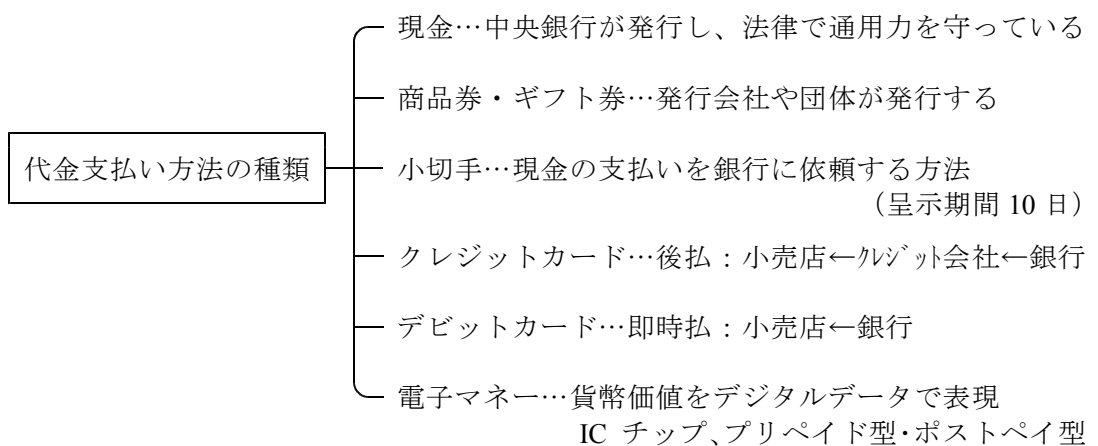 現金…中央銀行が発行し、法律で通用力を守っている
商品券・ギフト券…発行会社や団体が発行する
代金支払い方法の種類
小切手…現金の支払いを銀行に依頼する方法
（呈示期間 10 日）
クレジットカード…後払：小売店←ｸﾚｼﾞｯﾄ会社←銀行
デビットカード…即時払：小売店←銀行
電子マネー…貨幣価値をデジタルデータで表現
IC チップ、プリペイド型･ポストペイ型